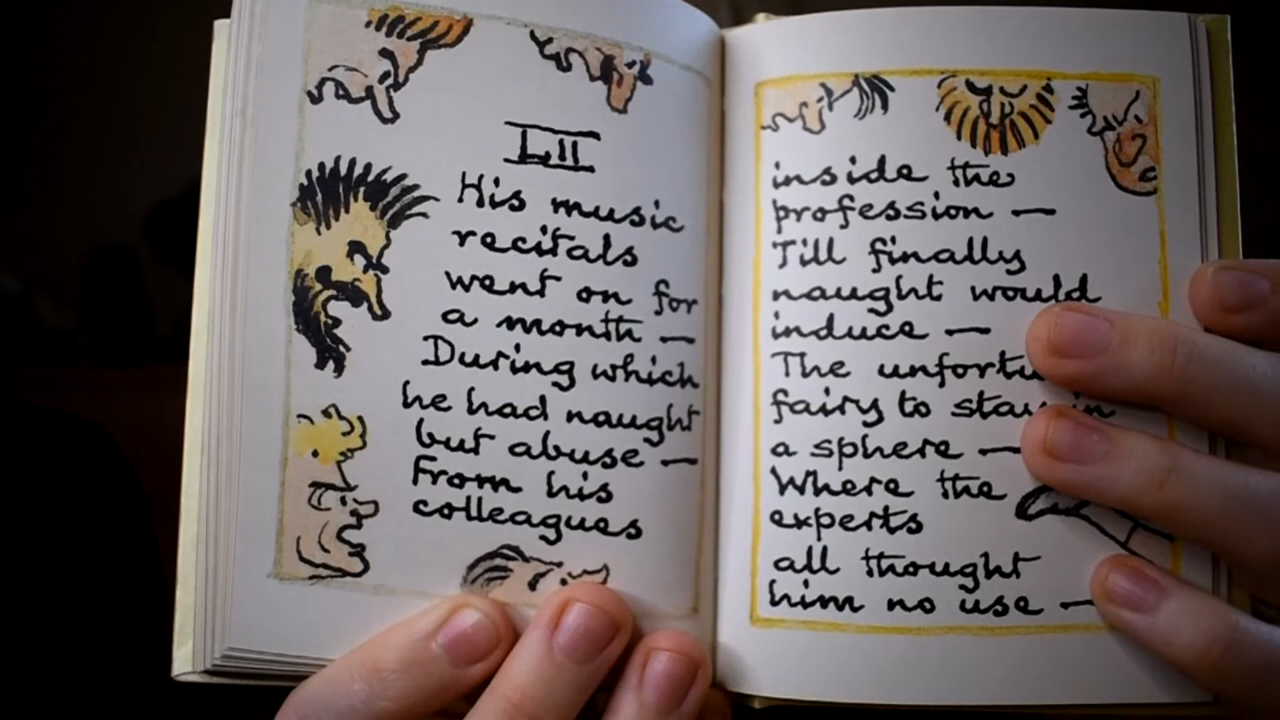 LII
His music
recitals
went on for
a month —
During which
he had naught
but abuse —
From his
colleagues
inside the
profession —
Till finally
naught would
induce —
The
fairy to stay in
a sphere —
Where the
experts
all thought
him no use —